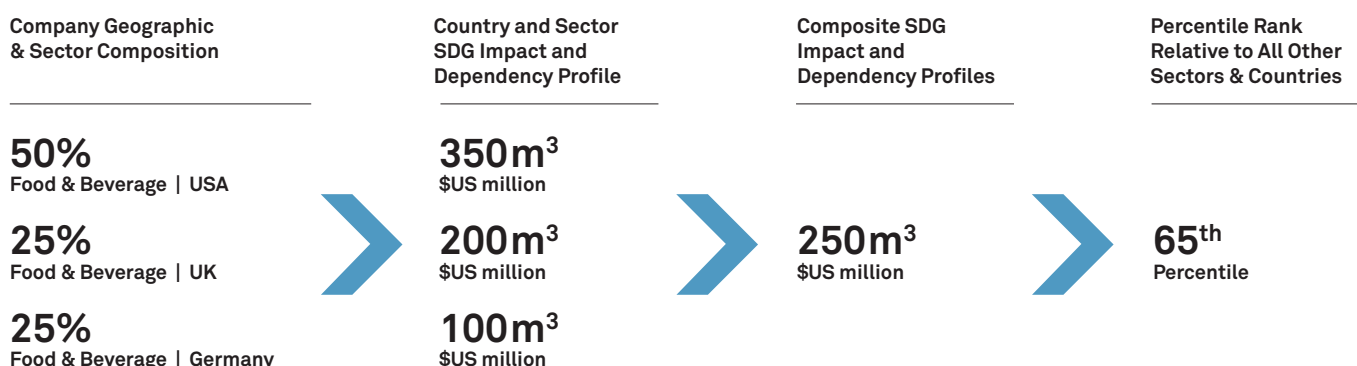 Company Geographic
& Sector Composition
Country and Sector
SDG Impact and
Dependency Profile
Composite SDG
Impact and
Dependency Profiles
Percentile Rank
Relative to All Other
Sectors & Countries
50%
Food & Beverage | USA
350m³
$US million
25%
Food & Beverage | UK
200m³
$US million
250m³
$US million
65th
Percentile
25%
Food & Beverage | Germany
100m³
$US million